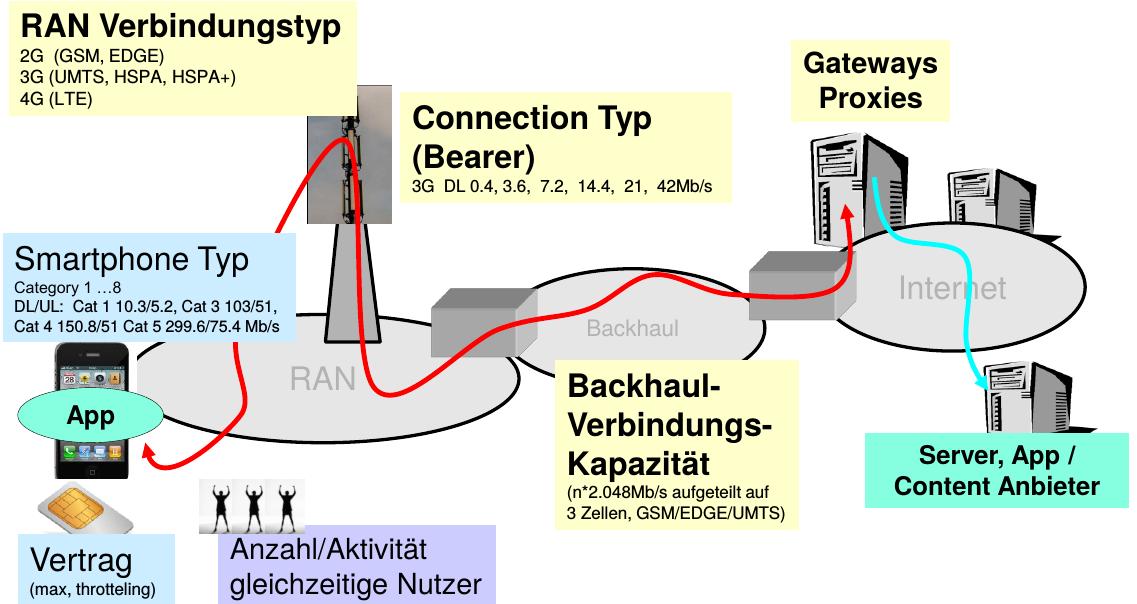 RAN Verbindungstyp
2G (GSM, EDGE)
3G (UMTS, HSPA, HSPA+)
4G (LTE)
Gateways
Proxies
Connection Typ
(Bearer)
3G DL 0.4, 3.6, 7.2, 14.4, 21, 42Mb/s
Smartphone Typ
Category 1 …8
DL/UL: Cat 1 10.3/5.2, Cat 3 103/51,
Cat 4 150.8/51 Cat 5 299.6/75.4 Mb/s
Internet
Backhaul
RAN
28
App
Backhaul-
Verbindungs-
Kapazität
(n*2.048Mb/s aufgeteilt auf
3 Zellen, GSM/EDGE/UMTS)
Server, App /
Content Anbieter
Vertrag
(max, throtteling)
Anzahl/Aktivität
gleichzeitige Nutzer